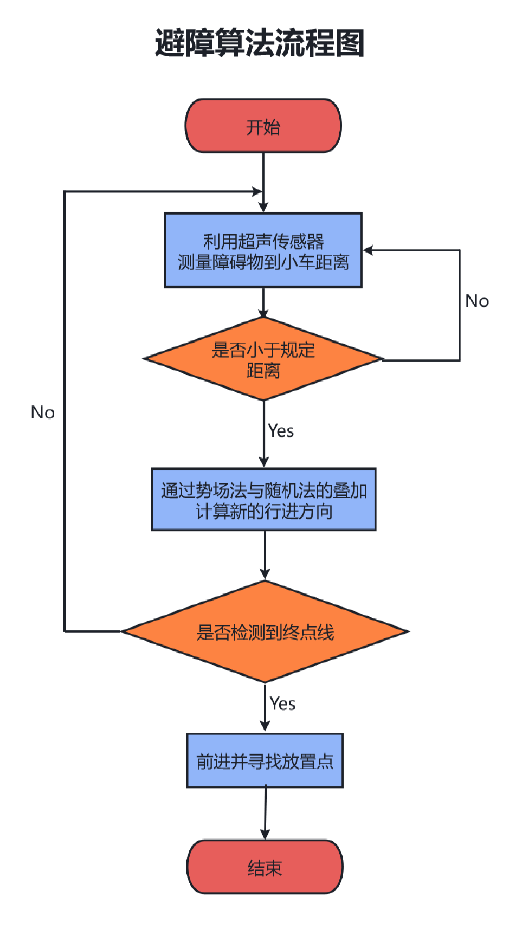 避障算法流程图
开始
利用超声传感器
测量障碍物到小车距离
No
是否小于规定
距离
No
Yes
通过势场法与随机法的叠加
计算新的行进方向
是否检测到终点线
Yes
前进并寻找放置点
结束